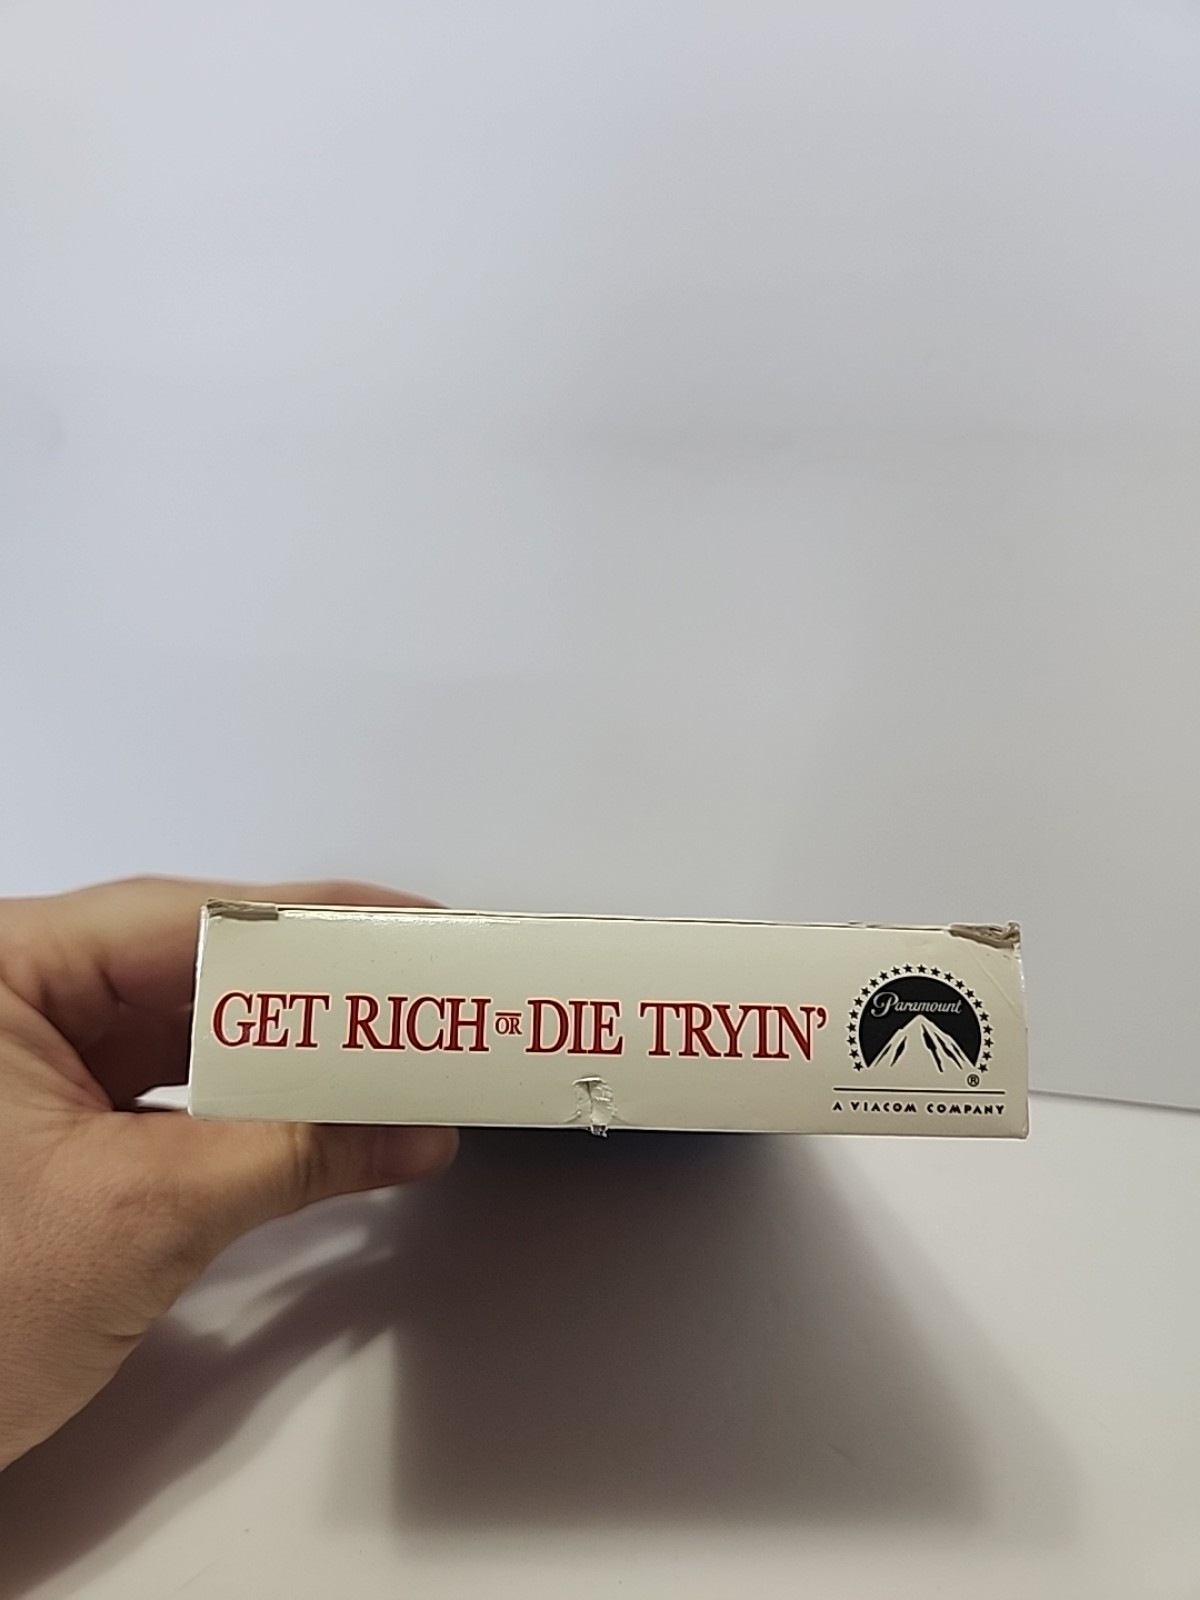 GET RICH OR DIE TRYIN'
Paramount
®
A VIACOM COMPANY